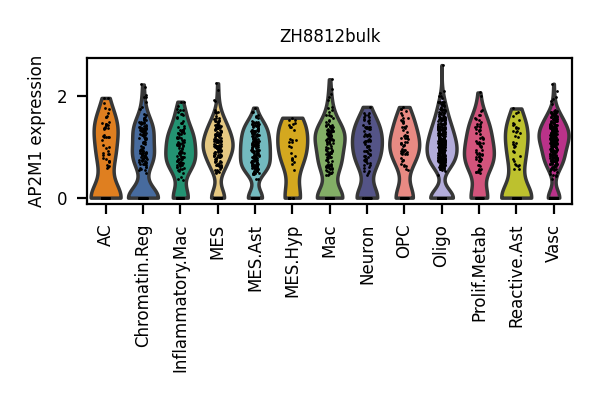 ZH8812bulk
AP2M1 expression
2
0
AC
Chromatin.Reg
Inflammatory.Mac
MES
MES.Ast
MES.Hyp
Mac
Neuron
OPC
Oligo
Prolif.Metab
Reactive.Ast
Vasc